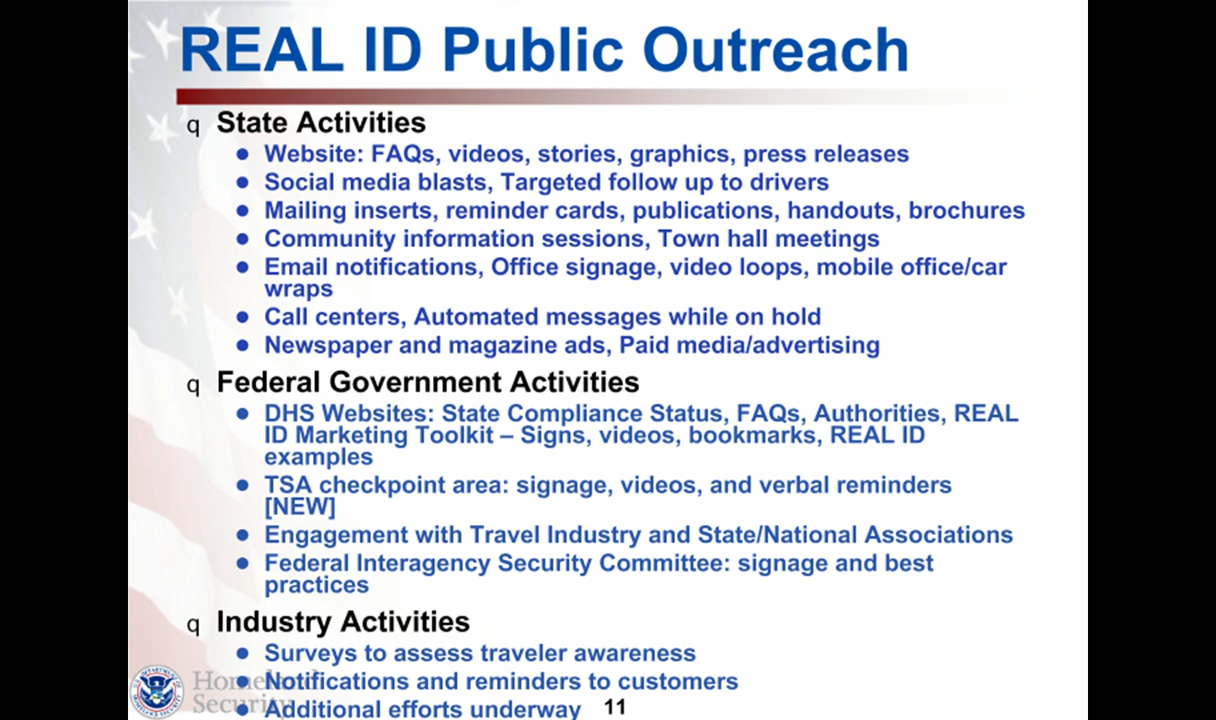 REAL ID Public Outreach
q State Activities
● Website: FAQs, videos, stories, graphics, press releases
● Social media blasts, Targeted follow up to drivers
● Mailing inserts, reminder cards, publications, handouts, brochures
● Community information sessions, Town hall meetings
● Email notifications, Office signage, video loops, mobile office/car
wraps
● Call centers, Automated messages while on hold
● Newspaper and magazine ads, Paid media/advertising
q Federal Government Activities
● DHS Websites: State Compliance Status, FAQs, Authorities, REAL
ID Marketing Toolkit – Signs, videos, bookmarks, REAL ID
examples
● TSA checkpoint area: signage, videos, and verbal reminders
[NEW]
● Engagement with Travel Industry and State/National Associations
● Federal Interagency Security Committee: signage and best
practices
q Industry Activities
● Surveys to assess traveler awareness
● Notifications and reminders to customers
● Additional efforts underway
Homeland
Security
11